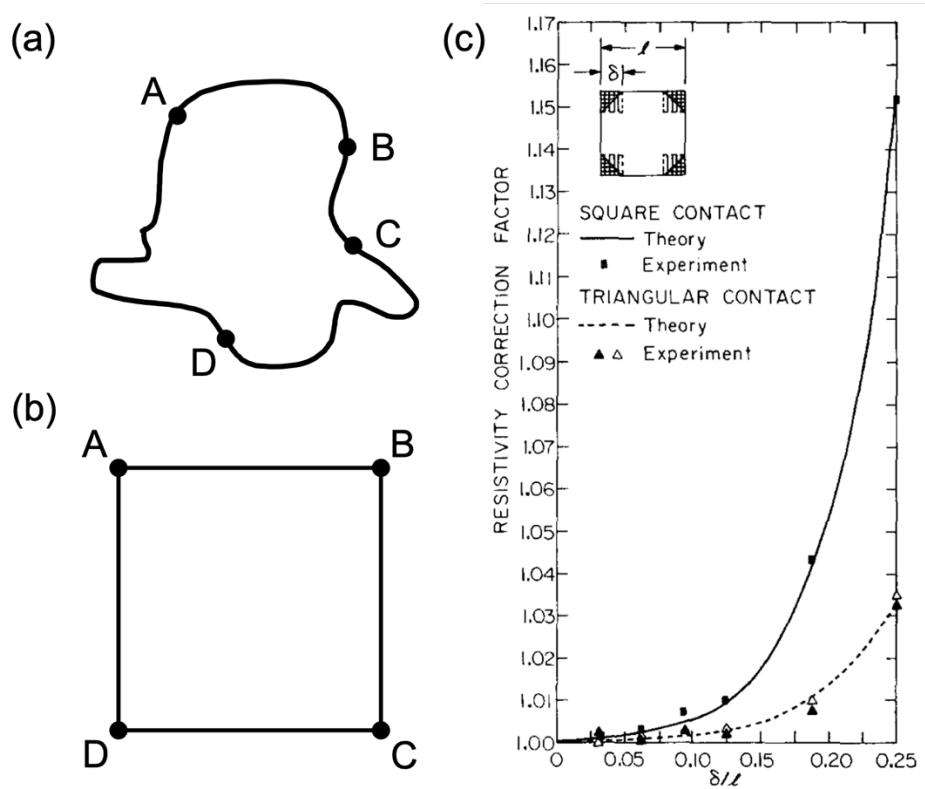 (a)
A
B
C
D
(b)
A
B
D
C
(c)
RESISTIVITY CORRECTION FACTOR
1.17
1.16
1.15
1.14
1.13
1.12
1.11
1.10
1.09
1.08
1.07
1.06
1.05
1.04
1.03
1.02
1.01
1.00
ℓ
δ
SQUARE CONTACT
Theory
Experiment
TRIANGULAR CONTACT
Theory
Experiment
0 0.05 0.10 0.15 0.20 0.25
δ/ℓ